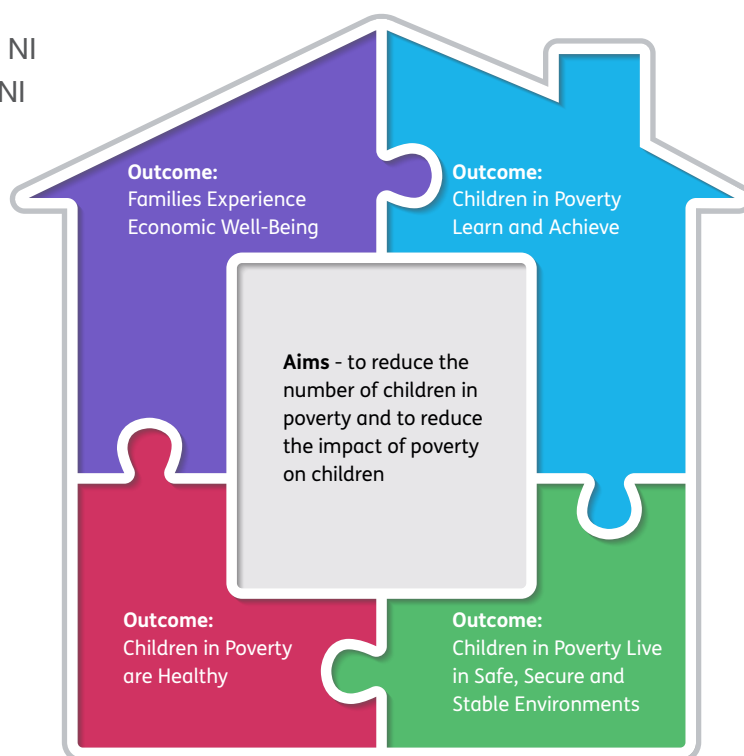 NI
NI
Outcome:
Families Experience
Economic Well-Being
Outcome:
Children in Poverty
Learn and Achieve
Aims - to reduce the
number of children in
poverty and to reduce
the impact of poverty
on children
Outcome:
Children in Poverty
are Healthy
Outcome:
Children in Poverty Live
in Safe, Secure and
Stable Environments